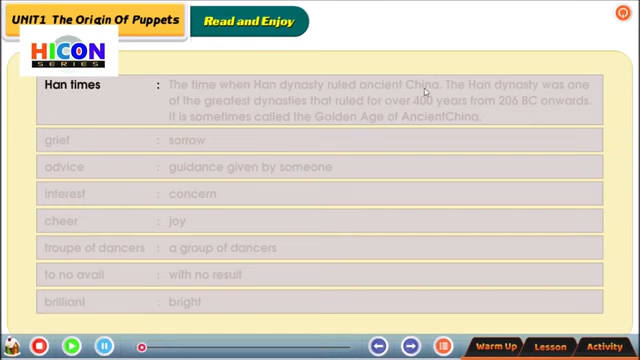 UNIT1 The Origin Of Puppets
Read and Enjoy
HICON
SERIES
Han times : The time when Han dynasty ruled ancient China. The Han dynasty was one
of the greatest dynasties that ruled for over 400 years from 206 BC onwards.
It is sometimes called the Golden Age of AncientChina.
grief : sorrow
advice : guidance given by someone
interest : concern
cheer : joy
troupe of dancers : a group of dancers
to no avail : with no result
brilliant : bright
Warm Up Lesson Activity